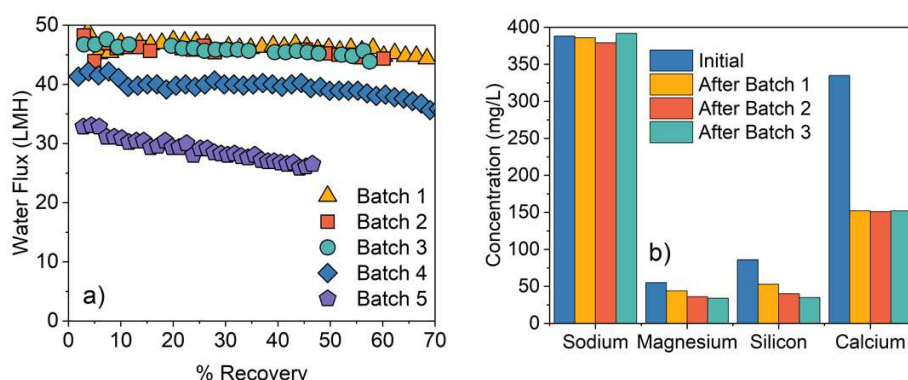 50
40
30
20
10
0
Water Flux (LMH)
Batch 1
Batch 2
Batch 3
Batch 4
Batch 5
a)
0 10 20 30 40 50 60 70
% Recovery
400
350
300
250
200
150
100
50
0
Concentration (mg/L)
Initial
After Batch 1
After Batch 2
After Batch 3
b)
Sodium Magnesium Silicon Calcium